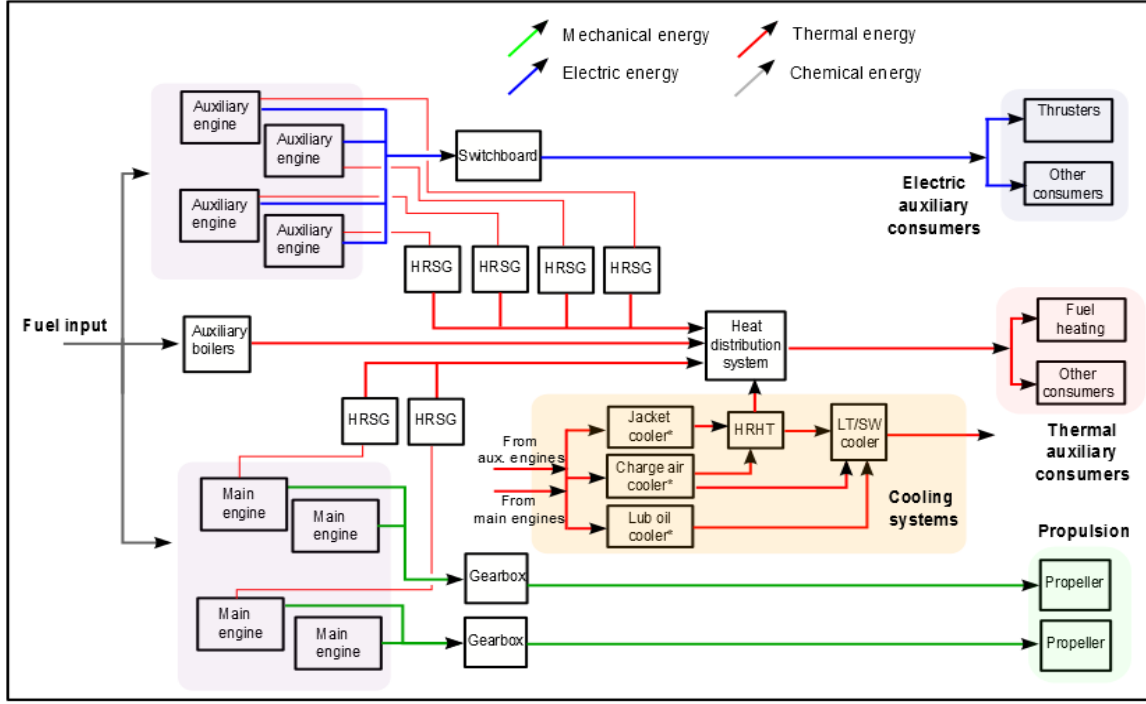 Mechanical energy
Thermal energy
Electric energy
Chemical energy
Auxiliary
engine
Auxiliary
engine
Auxiliary
engine
Auxiliary
engine
Switchboard
Thrusters
Other
consumers
Electric
auxiliary
consumers
HRSG
HRSG
HRSG
HRSG
Fuel input
Auxiliary
boilers
Heat
distribution
system
Fuel
heating
Other
consumers
Thermal
auxiliary
consumers
HRSG
HRSG
From
aux. engines
From
main engines
Jacket
cooler*
Charge air
cooler*
Lub oil
cooler*
HRHT
LT/SW
cooler
Cooling
systems
Main
engine
Main
engine
Main
engine
Main
engine
Gearbox
Gearbox
Propulsion
Propeller
Propeller